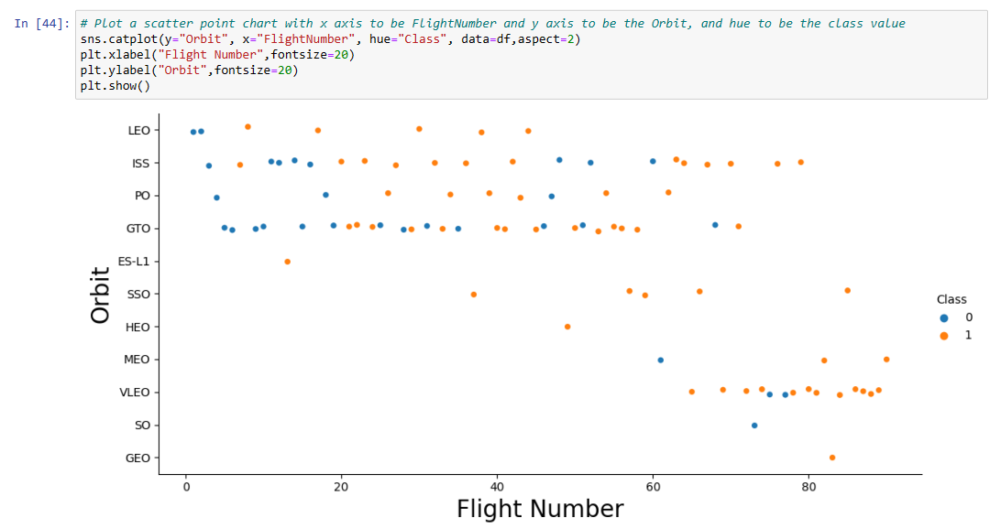 In [44]: # Plot a scatter point chart with x axis to be FlightNumber and y axis to be the Orbit, and hue to be the class value
sns.catplot(y="Orbit", x="FlightNumber", hue="Class", data=df,aspect=2)
plt.xlabel("Flight Number",fontsize=20)
plt.ylabel("Orbit",fontsize=20)
plt.show()
LEO
ISS
PO
GTO
ES-L1
SSO
HEO
MEO
VLEO
SO
GEO
Orbit
0 20 40 60 80
Flight Number
Class
0
1